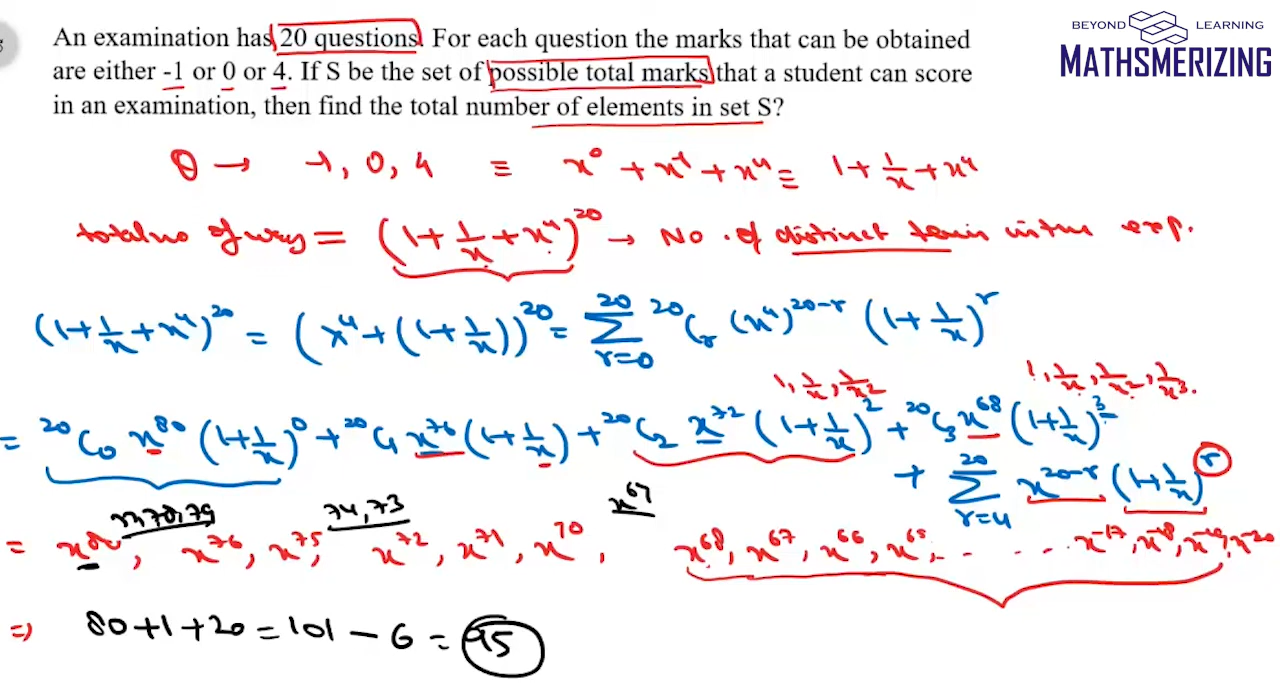 BEYOND LEARNING
MATHSMERIZING
An examination has 20 questions. For each question the marks that can be obtained
are either -1 or 0 or 4. If S be the set of possible total marks that a student can score
in an examination, then find the total number of elements in set S?
Q → -1, 0, 4 ≡ x⁰ + x⁻¹ + x⁴ ≡ 1 + 1/x + x⁴
total no of way = (1 + 1/x + x⁴)²⁰ → No. of distinct term in the exp.
(1 + 1/x + x⁴)²⁰ = (x⁴ + (1 + 1/x))²⁰ = Σ_{r=0}^{20} ²⁰Cᵣ (x⁴)²⁰⁻ʳ (1 + 1/x)ʳ
1, 1/x, 1/x² 1, 1/x, 1/x², 1/x³.
= ²⁰C₀ x⁸⁰ (1 + 1/x)⁰ + ²⁰C₁ x⁷⁶ (1 + 1/x) + ²⁰C₂ x⁷² (1 + 1/x)² + ²⁰C₃ x⁶⁸ (1 + 1/x)³
+ Σ_{r=4}^{20} x²⁰⁻ʳ (1 + 1/x)ʳ
78, 79 74, 73 x⁶⁷
= x⁸⁰, x⁷⁶, x⁷⁵, x⁷², x⁷¹, x⁷⁰, x⁶⁸, x⁶⁷, x⁶⁶, x⁶⁵, . . . . . . x⁻¹⁷, x⁻¹⁸, x⁻¹⁹, x⁻²⁰
⇒ 80 + 1 + 20 = 101 - 6 = 95